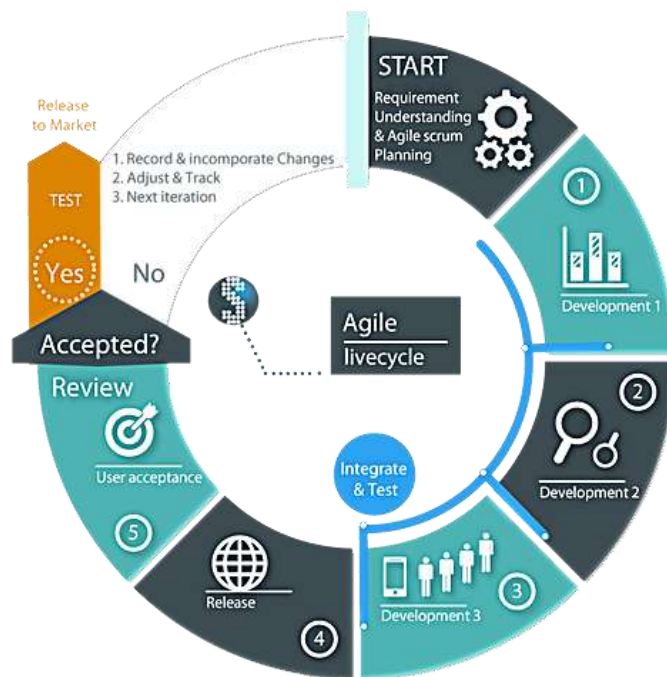 START
Requirement
Understanding
& Agile scrum
Planning
1
Development 1
2
Development 2
3
Development 3
4
Release
5
User acceptance
Review
Accepted?
Yes
No
TEST
Release
to Market
1. Record & incomporate Changes
2. Adjust & Track
3. Next iteration
S
Agile
livecycle
Integrate
& Test